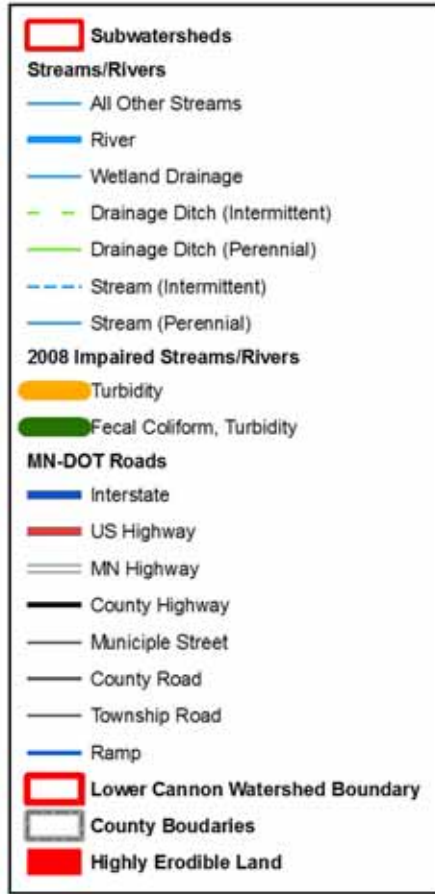 Subwatersheds
Streams/Rivers
All Other Streams
River
Wetland Drainage
Drainage Ditch (Intermittent)
Drainage Ditch (Perennial)
Stream (Intermittent)
Stream (Perennial)
2008 Impaired Streams/Rivers
Turbidity
Fecal Coliform, Turbidity
MN-DOT Roads
Interstate
US Highway
MN Highway
County Highway
Municiple Street
County Road
Township Road
Ramp
Lower Cannon Watershed Boundary
County Boudaries
Highly Erodible Land